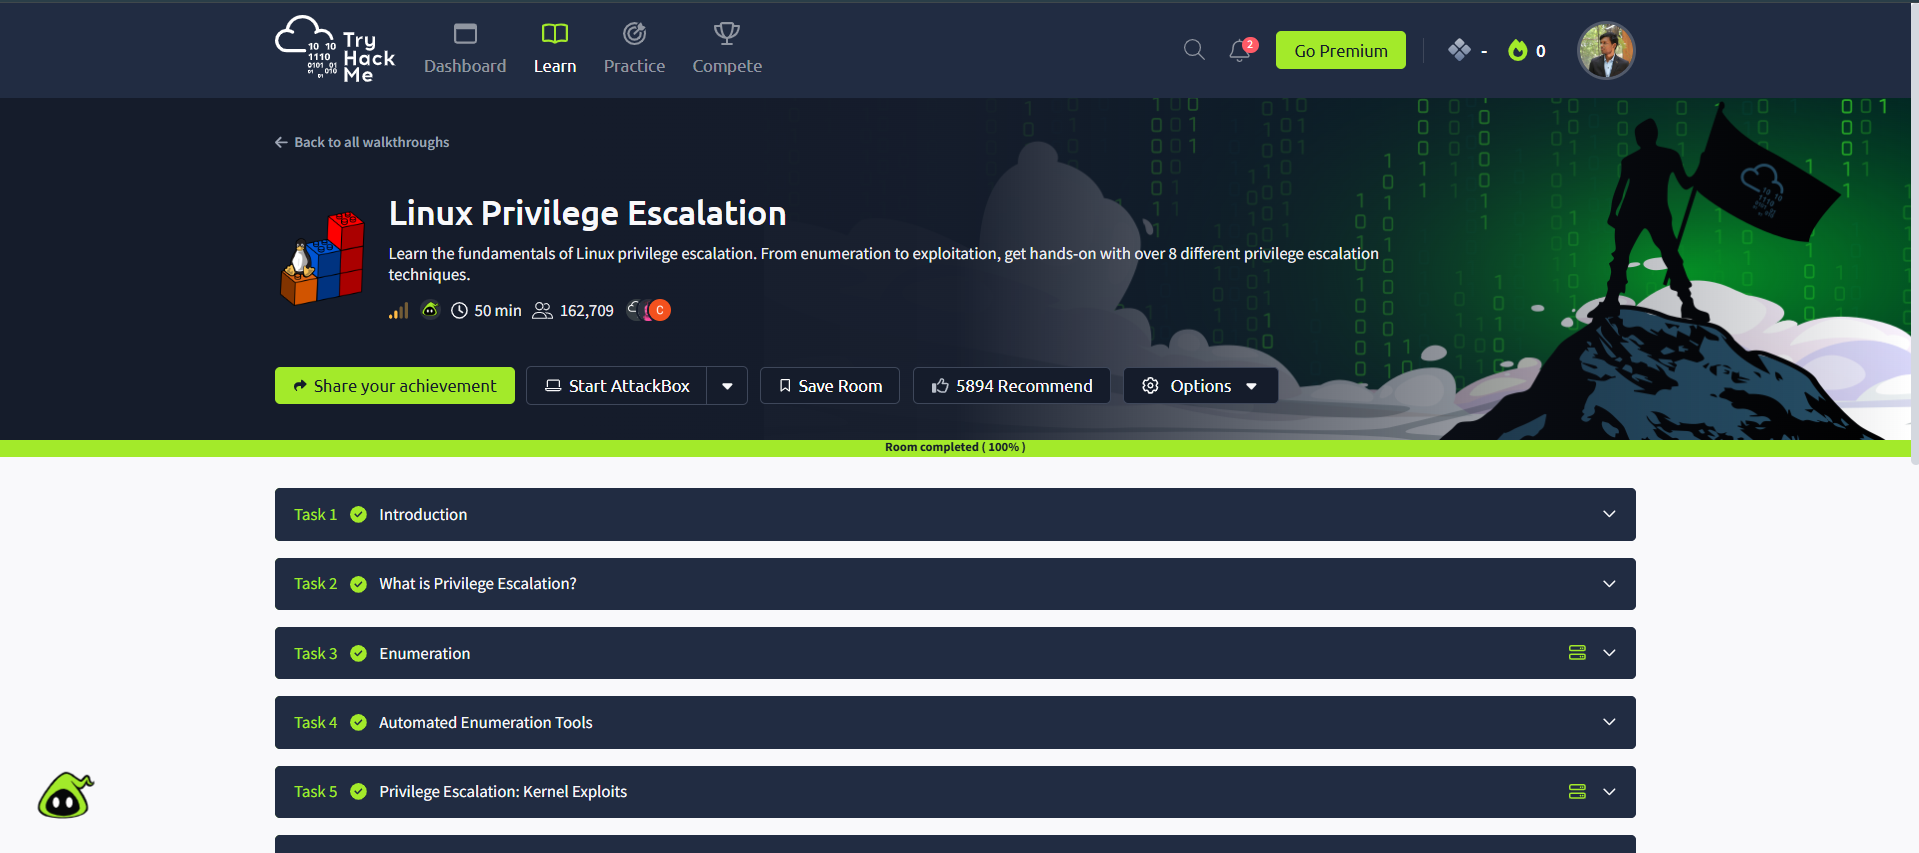 Try Hack Me
Dashboard
Learn
Practice
Compete
2
Go Premium
-
0
Back to all walkthroughs
Linux Privilege Escalation
Learn the fundamentals of Linux privilege escalation. From enumeration to exploitation, get hands-on with over 8 different privilege escalation
techniques.
50 min
162,709
C
Share your achievement
Start AttackBox
Save Room
5894 Recommend
Options
Room completed ( 100% )
Task 1 Introduction
Task 2 What is Privilege Escalation?
Task 3 Enumeration
Task 4 Automated Enumeration Tools
Task 5 Privilege Escalation: Kernel Exploits